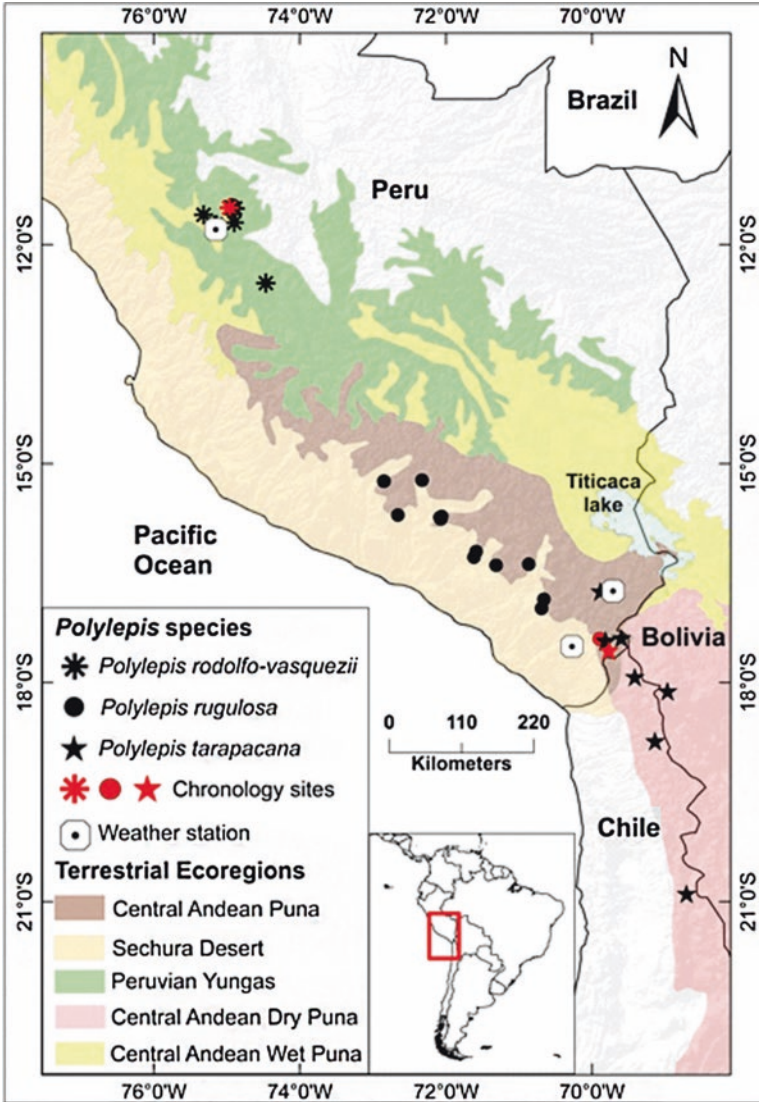 76°0'W 74°0'W 72°0'W 70°0'W
N
Brazil
Peru
12°0'S 12°0'S
15°0'S 15°0'S
Titicaca
lake
Pacific
Ocean
Bolivia
18°0'S 18°0'S
Polylepis species
Polylepis rodolfo-vasquezii
Polylepis rugulosa
Polylepis tarapacana
Chronology sites
Weather station
0 110 220
Kilometers
Chile
Terrestrial Ecoregions
Central Andean Puna
Sechura Desert
Peruvian Yungas
Central Andean Dry Puna
Central Andean Wet Puna
21°0'S 21°0'S
76°0'W 74°0'W 72°0'W 70°0'W